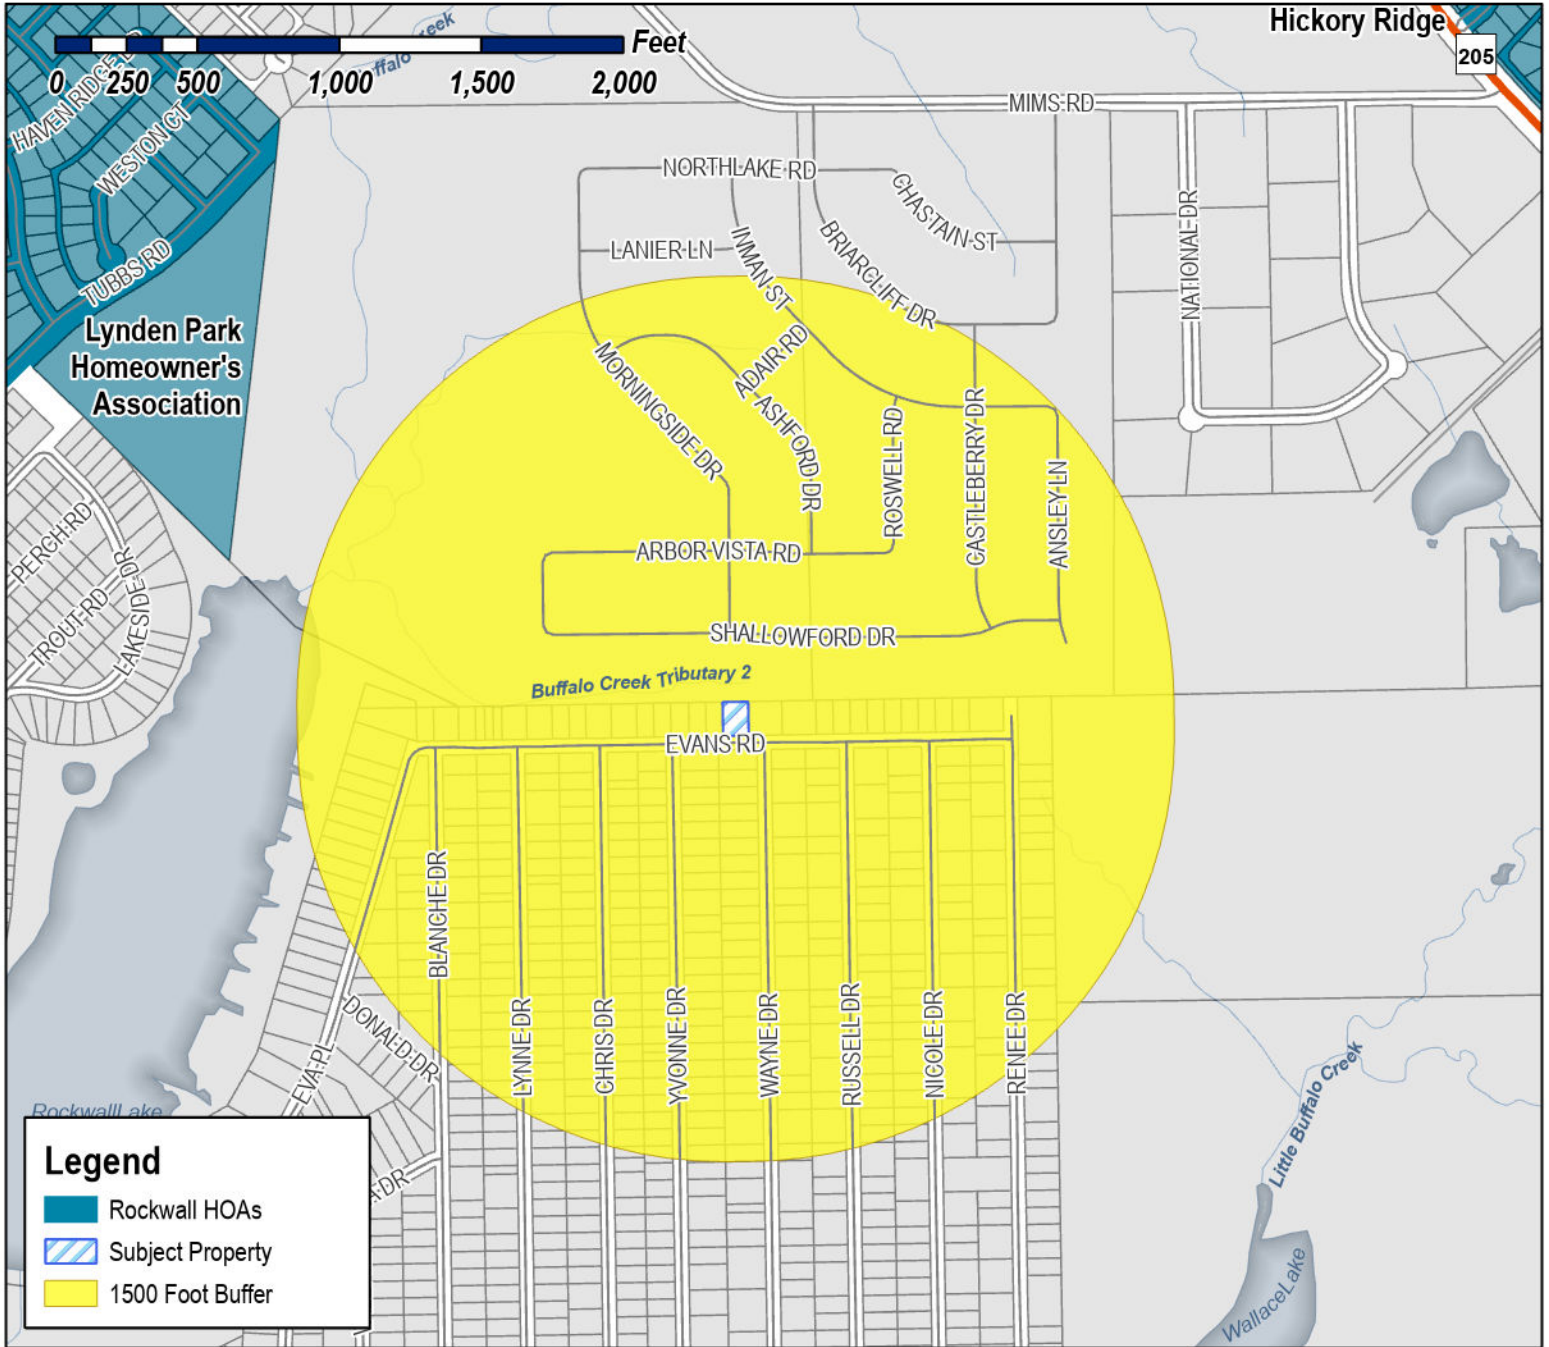 Hickory Ridge
205
Feet
0 250 500 1,000 1,500 2,000
MIMS RD
WESTON CT
NORTHLAKE RD
CHASTAIN ST
NATIONAL DR
LANIER LN
INMAN ST
BRIARCLIFF DR
TUBBS RD
Lynden Park
Homeowner's
Association
ADAIR RD
MORNINGSIDE DR
ASHFORD DR
ROSWELL RD
CASTLEBERRY DR
ANSLEY LN
PERCH RD
TROUT RD
LAKESIDE DR
ARBOR VISTA RD
SHALLOWFORD DR
Buffalo Creek Tributary 2
EVANS RD
BLANCHE DR
LYNNE DR
CHRIS DR
YVONNE DR
WAYNE DR
RUSSELL DR
NICOLE DR
RENEE DR
DONALD DR
EVA PL
Rockwall Lake
Little Buffalo Creek
Wallace Lake
DR
Legend
Rockwall HOAs
Subject Property
1500 Foot Buffer